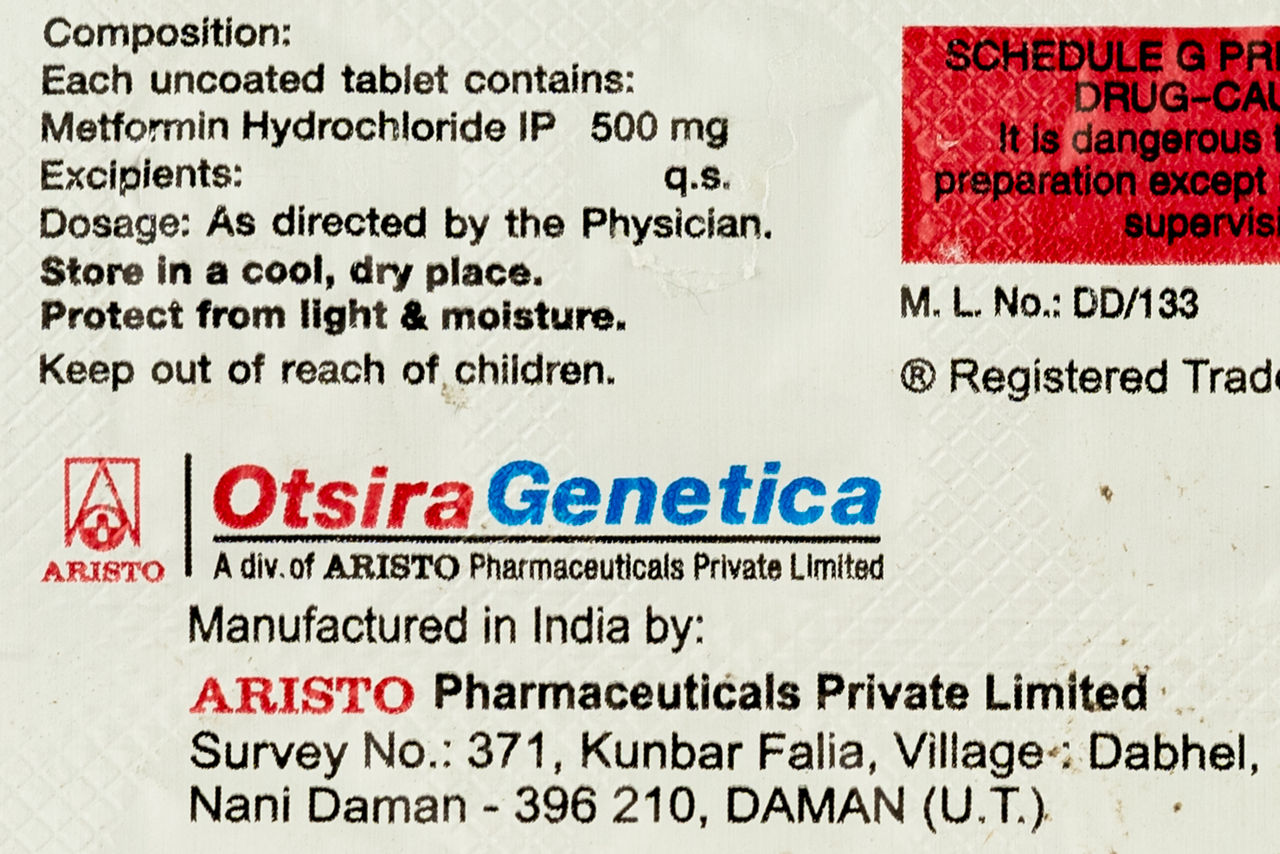 Composition:
Each uncoated tablet contains:
Metformin Hydrochloride IP 500 mg
Excipients: q.s.
Dosage: As directed by the Physician.
Store in a cool, dry place.
Protect from light & moisture.
Keep out of reach of children.
SCHEDULE G
DRUG-
It is dangerous
preparation except
M. L. No.: DD/133
® Registered
ARISTO
Otsira Genetica
A div. of ARISTO Pharmaceuticals Private Limited
Manufactured in India by:
ARISTO Pharmaceuticals Private Limited
Survey No.: 371, Kunbar Falia, Village : Dabhel,
Nani Daman - 396 210, DAMAN (U.T.)